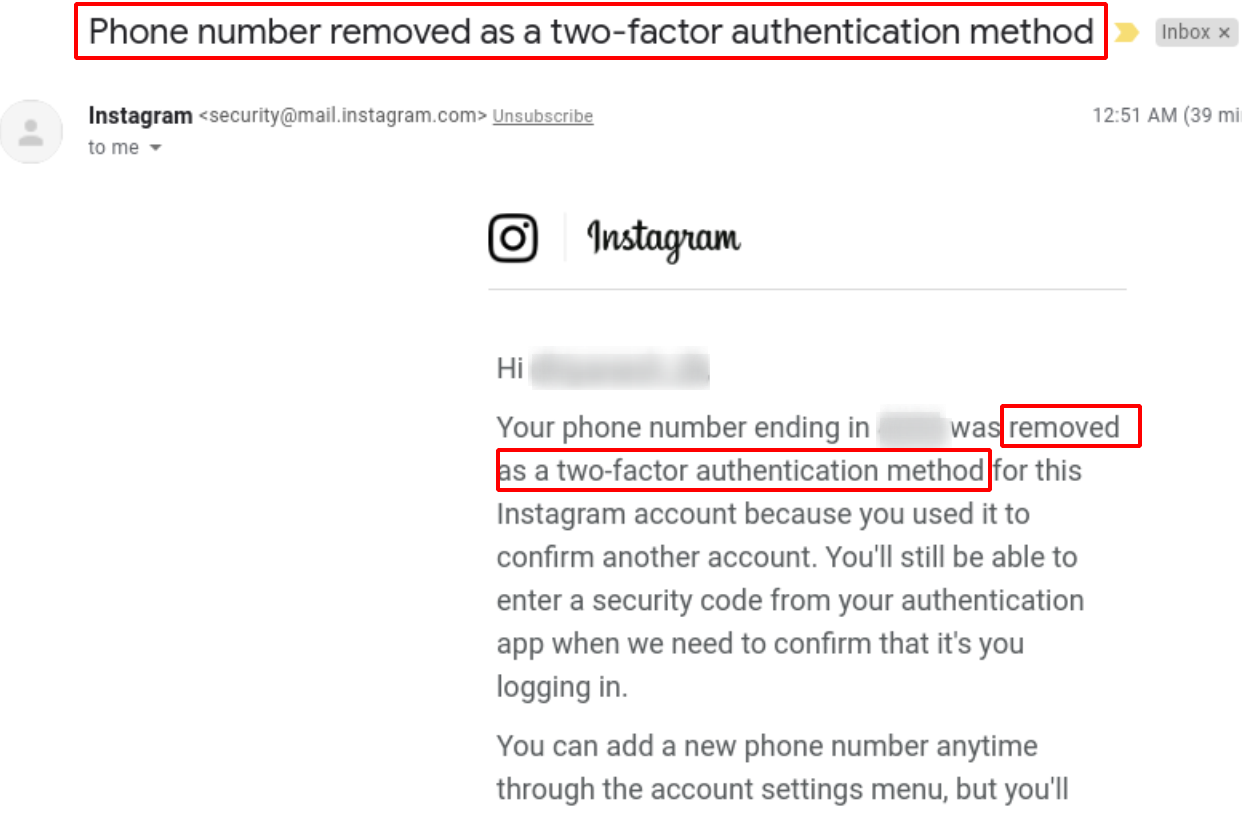 Phone number removed as a two-factor authentication method
Inbox ×
Instagram <security@mail.instagram.com> Unsubscribe
12:51 AM (39 mi
to me
Instagram
Hi
Your phone number ending in was removed
as a two-factor authentication method for this
Instagram account because you used it to
confirm another account. You'll still be able to
enter a security code from your authentication
app when we need to confirm that it's you
logging in.
You can add a new phone number anytime
through the account settings menu, but you'll